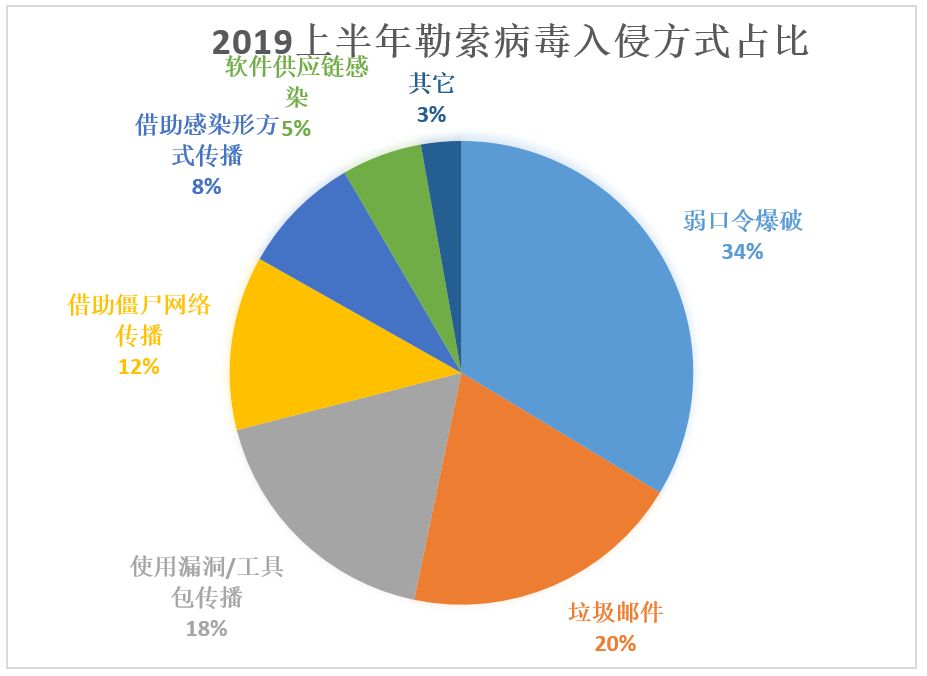 2019上半年勒索病毒入侵方式占比
软件供应链感
染
5%
其它
3%
借助感染形方
式传播
8%
弱口令爆破
34%
借助僵尸网络
传播
12%
使用漏洞/工具
包传播
18%
垃圾邮件
20%